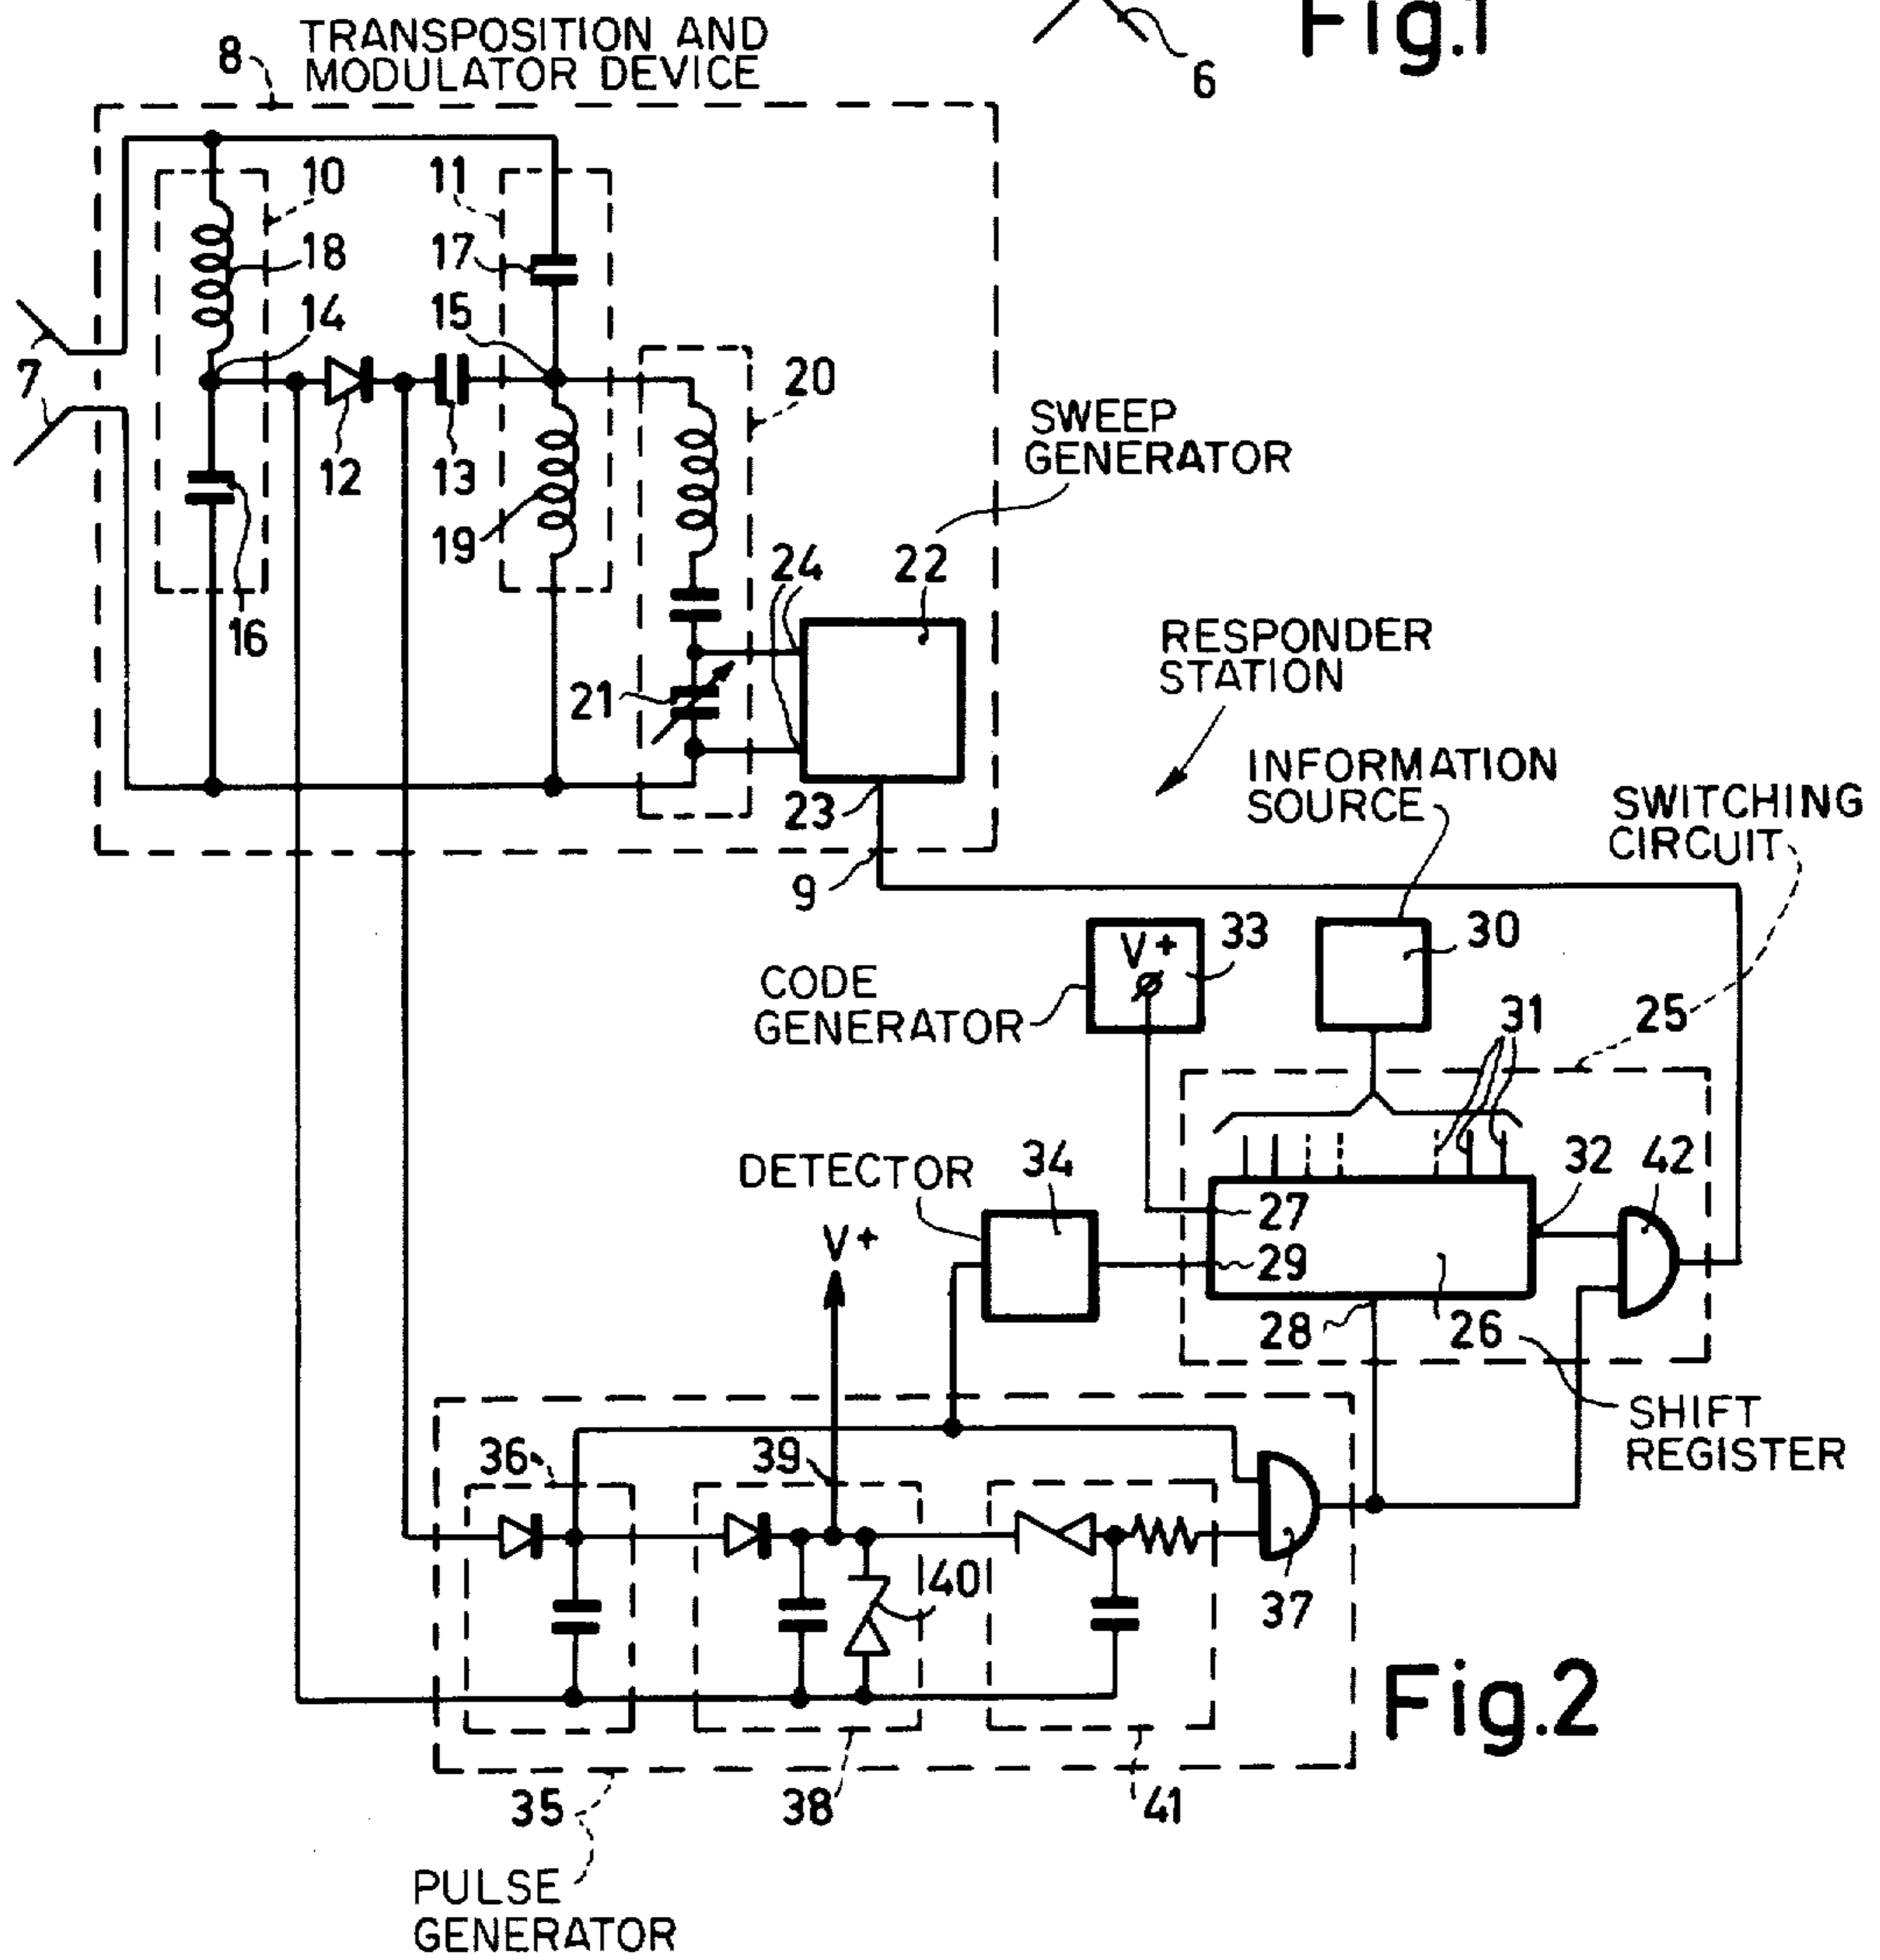 Fig.1
6
TRANSPOSITION AND
MODULATOR DEVICE
8
10
11
18
17
14
15
7
20
12
13
19
16
SWEEP
GENERATOR
24
22
21
23
9
RESPONDER
STATION
INFORMATION
SOURCE
SWITCHING
CIRCUIT
V+
33
30
CODE
GENERATOR
31
25
DETECTOR
34
32
42
27
29
V+
28
26
SHIFT
REGISTER
36
39
40
37
Fig.2
35
38
41
PULSE
GENERATOR